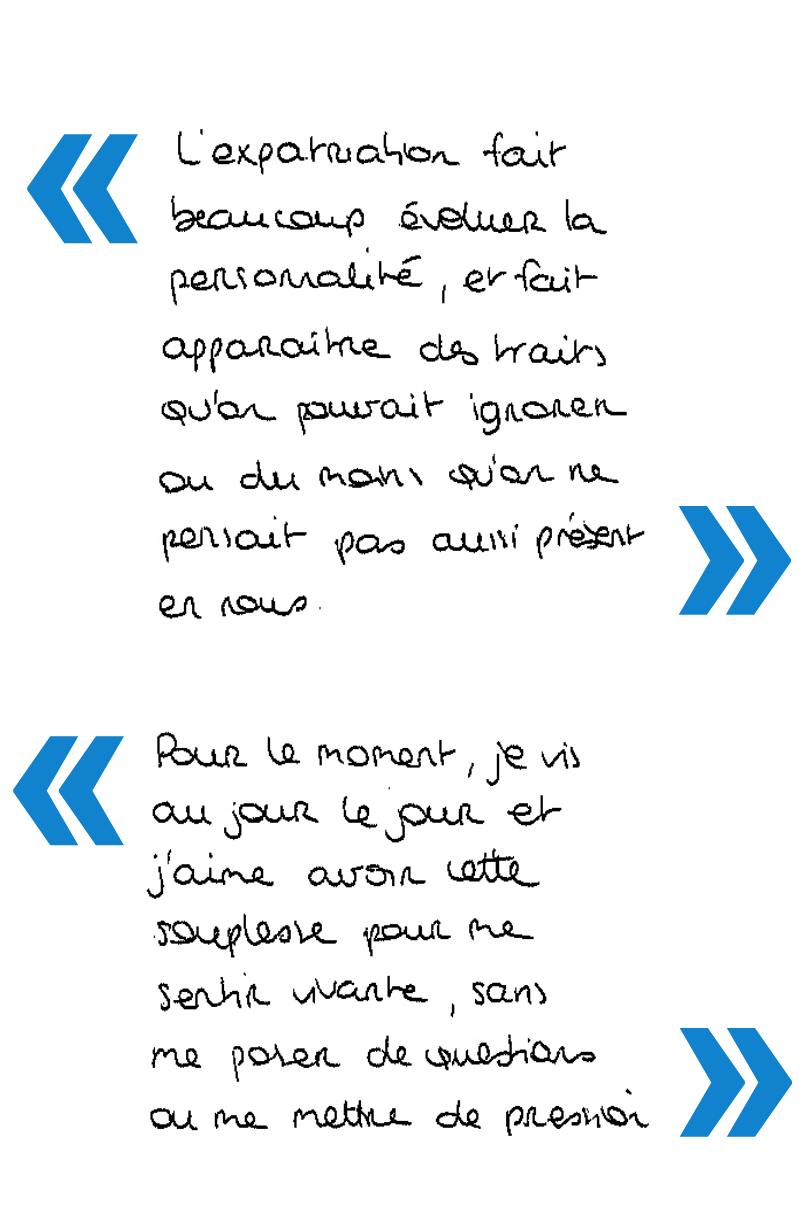 L'expatriation fait
beaucoup évoluer la
personnalité, et fait
apparaitre des traits
qu'on pouvait ignorer
ou du moins qu'on ne
pensait pas aussi présent
en nous.
Pour le moment, je vis
au jour le jour et
j'aime avoir cette
souplesse pour me
sentir vivante, sans
me poser de questions
ou me mettre de pression